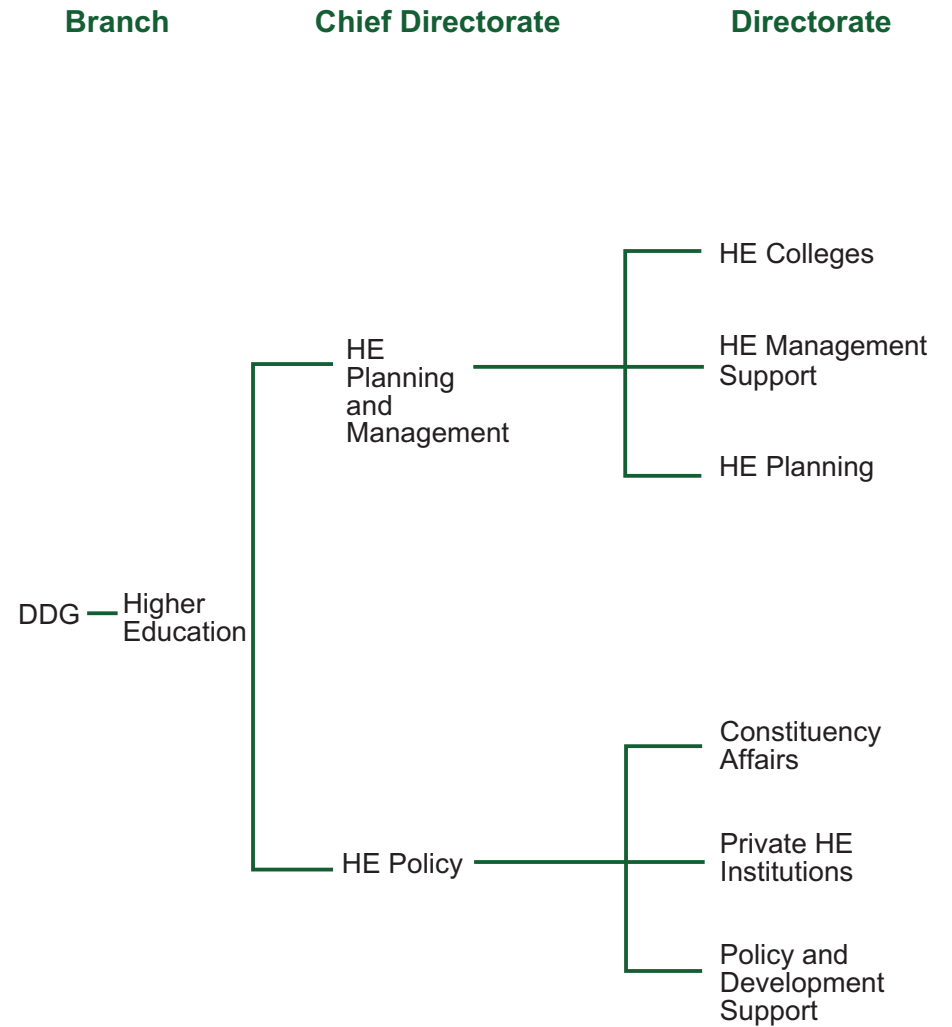 Branch
Chief Directorate
Directorate
HE Colleges
HE
Planning
and
Management
HE Management
Support
HE Planning
DDG
Higher
Education
Constituency
Affairs
HE Policy
Private HE
Institutions
Policy and
Development
Support